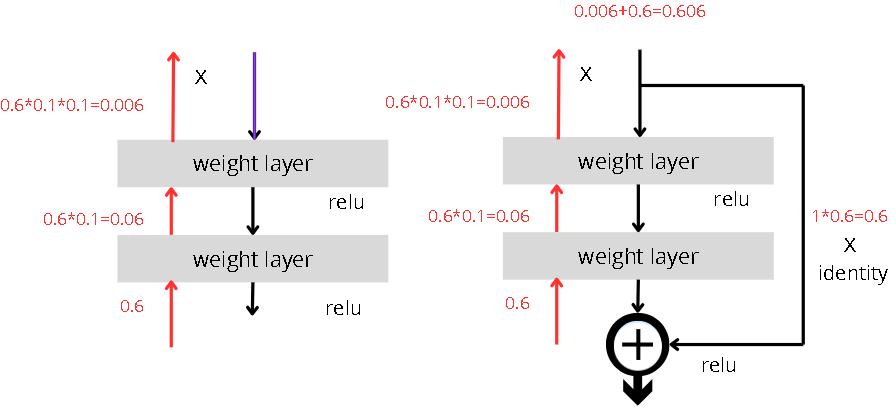 X
0.6*0.1*0.1=0.006
weight layer
relu
0.6*0.1=0.06
weight layer
0.6
relu
0.006+0.6=0.606
X
0.6*0.1*0.1=0.006
weight layer
relu
0.6*0.1=0.06
1*0.6=0.6
X
identity
weight layer
0.6
+
relu